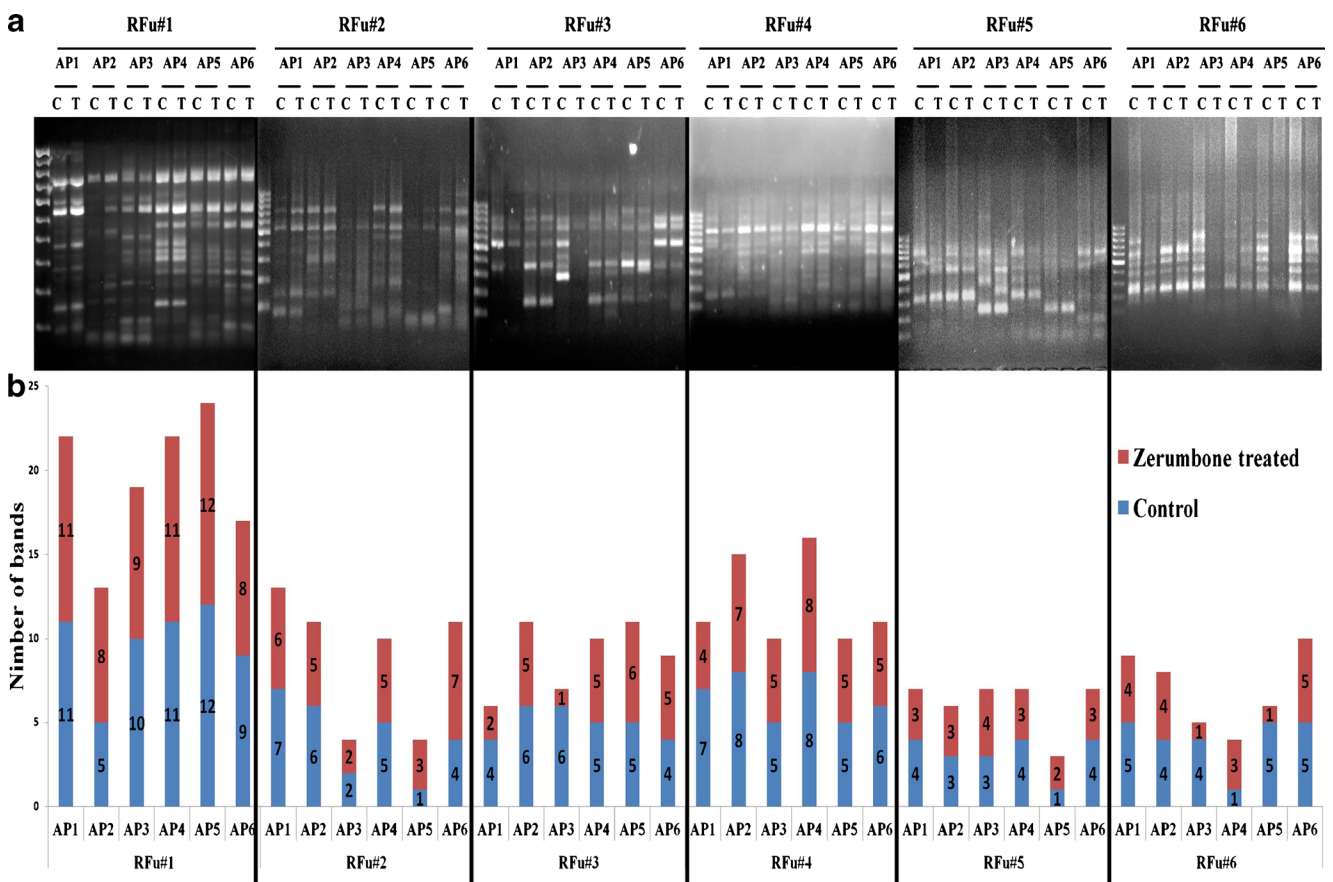 a
RFu#1 RFu#2 RFu#3 RFu#4 RFu#5 RFu#6
AP1 AP2 AP3 AP4 AP5 AP6 AP1 AP2 AP3 AP4 AP5 AP6 AP1 AP2 AP3 AP4 AP5 AP6 AP1 AP2 AP3 AP4 AP5 AP6 AP1 AP2 AP3 AP4 AP5 AP6 AP1 AP2 AP3 AP4 AP5 AP6
C T C T C T C T C T C T C T C T C T C T C T C T C T C T C T C T C T C T C T C T C T C T C T C T C T C T C T C T C T C T C T C T C T C T C T C T
b
Nimber of bands
25
20
15
10
5
0
11 8 9 11 12 8 6 5 2 5 3 7 2 5 1 5 6 5 4 7 5 8 5 5 3 3 4 3 2 3 4 4 1 3 1 5
11 5 10 11 12 9 7 6 2 5 1 4 4 6 6 5 5 4 7 8 5 8 5 6 4 3 3 4 1 4 5 4 4 1 5 5
Zerumbone treated
Control
AP1 AP2 AP3 AP4 AP5 AP6 AP1 AP2 AP3 AP4 AP5 AP6 AP1 AP2 AP3 AP4 AP5 AP6 AP1 AP2 AP3 AP4 AP5 AP6 AP1 AP2 AP3 AP4 AP5 AP6 AP1 AP2 AP3 AP4 AP5 AP6
RFu#1 RFu#2 RFu#3 RFu#4 RFu#5 RFu#6